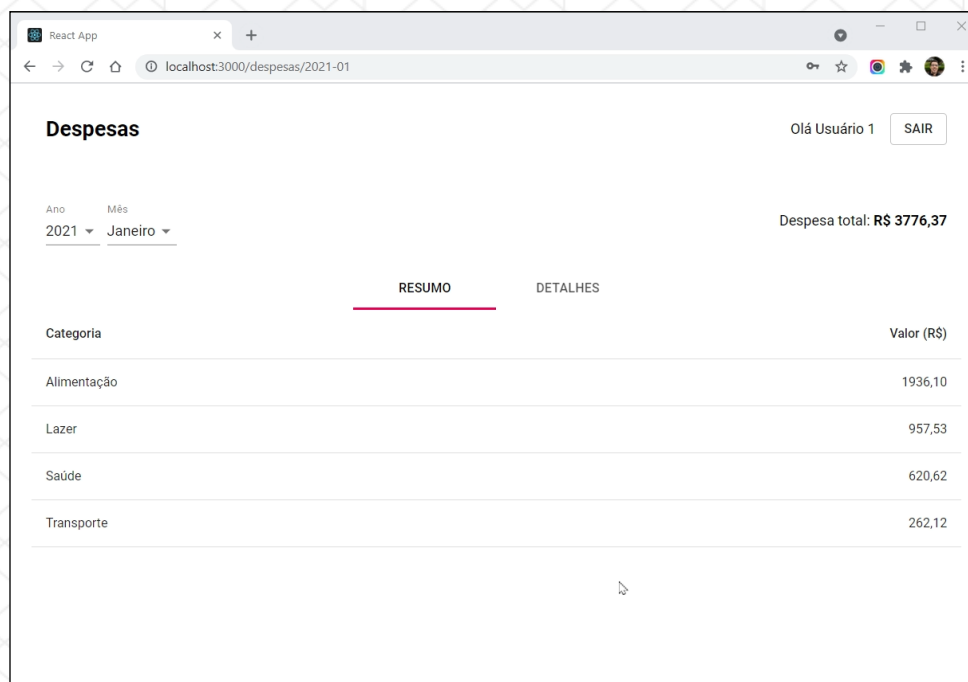 React App
localhost:3000/despesas/2021-01
Despesas
Olá Usuário 1
SAIR
Ano
Mês
2021
Janeiro
Despesa total: R$ 3776,37
RESUMO
DETALHES
Categoria
Valor (R$)
Alimentação
1936,10
Lazer
957,53
Saúde
620,62
Transporte
262,12